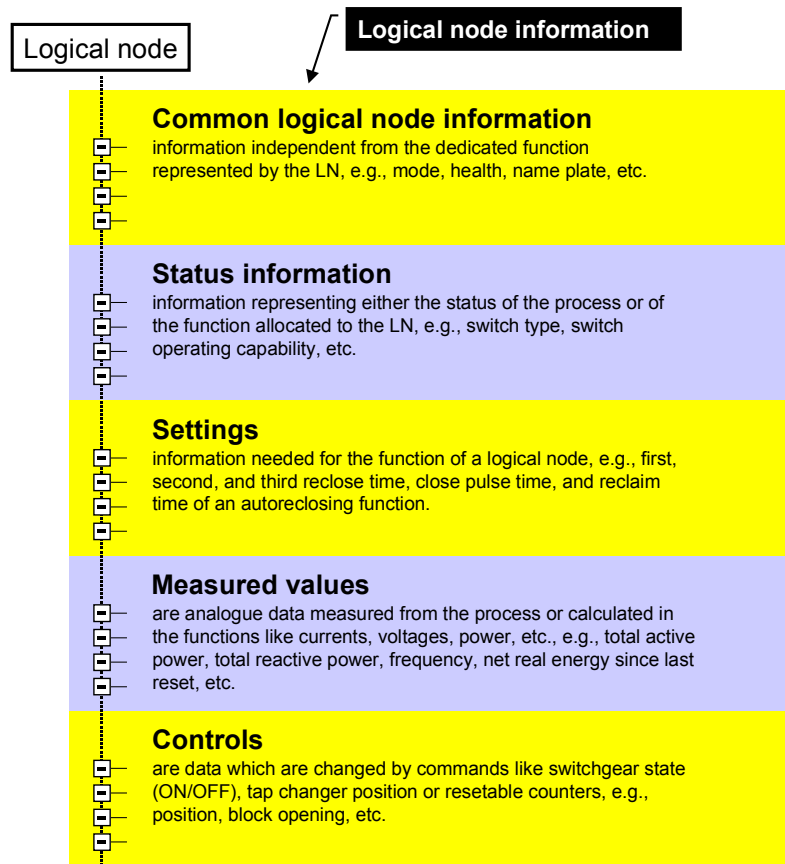 Logical node information
Logical node
Common logical node information
information independent from the dedicated function
represented by the LN, e.g., mode, health, name plate, etc.
Status information
information representing either the status of the process or of
the function allocated to the LN, e.g., switch type, switch
operating capability, etc.
Settings
information needed for the function of a logical node, e.g., first,
second, and third reclose time, close pulse time, and reclaim
time of an autoreclosing function.
Measured values
are analogue data measured from the process or calculated in
the functions like currents, voltages, power, etc., e.g., total active
power, total reactive power, frequency, net real energy since last
reset, etc.
Controls
are data which are changed by commands like switchgear state
(ON/OFF), tap changer position or resetable counters, e.g.,
position, block opening, etc.